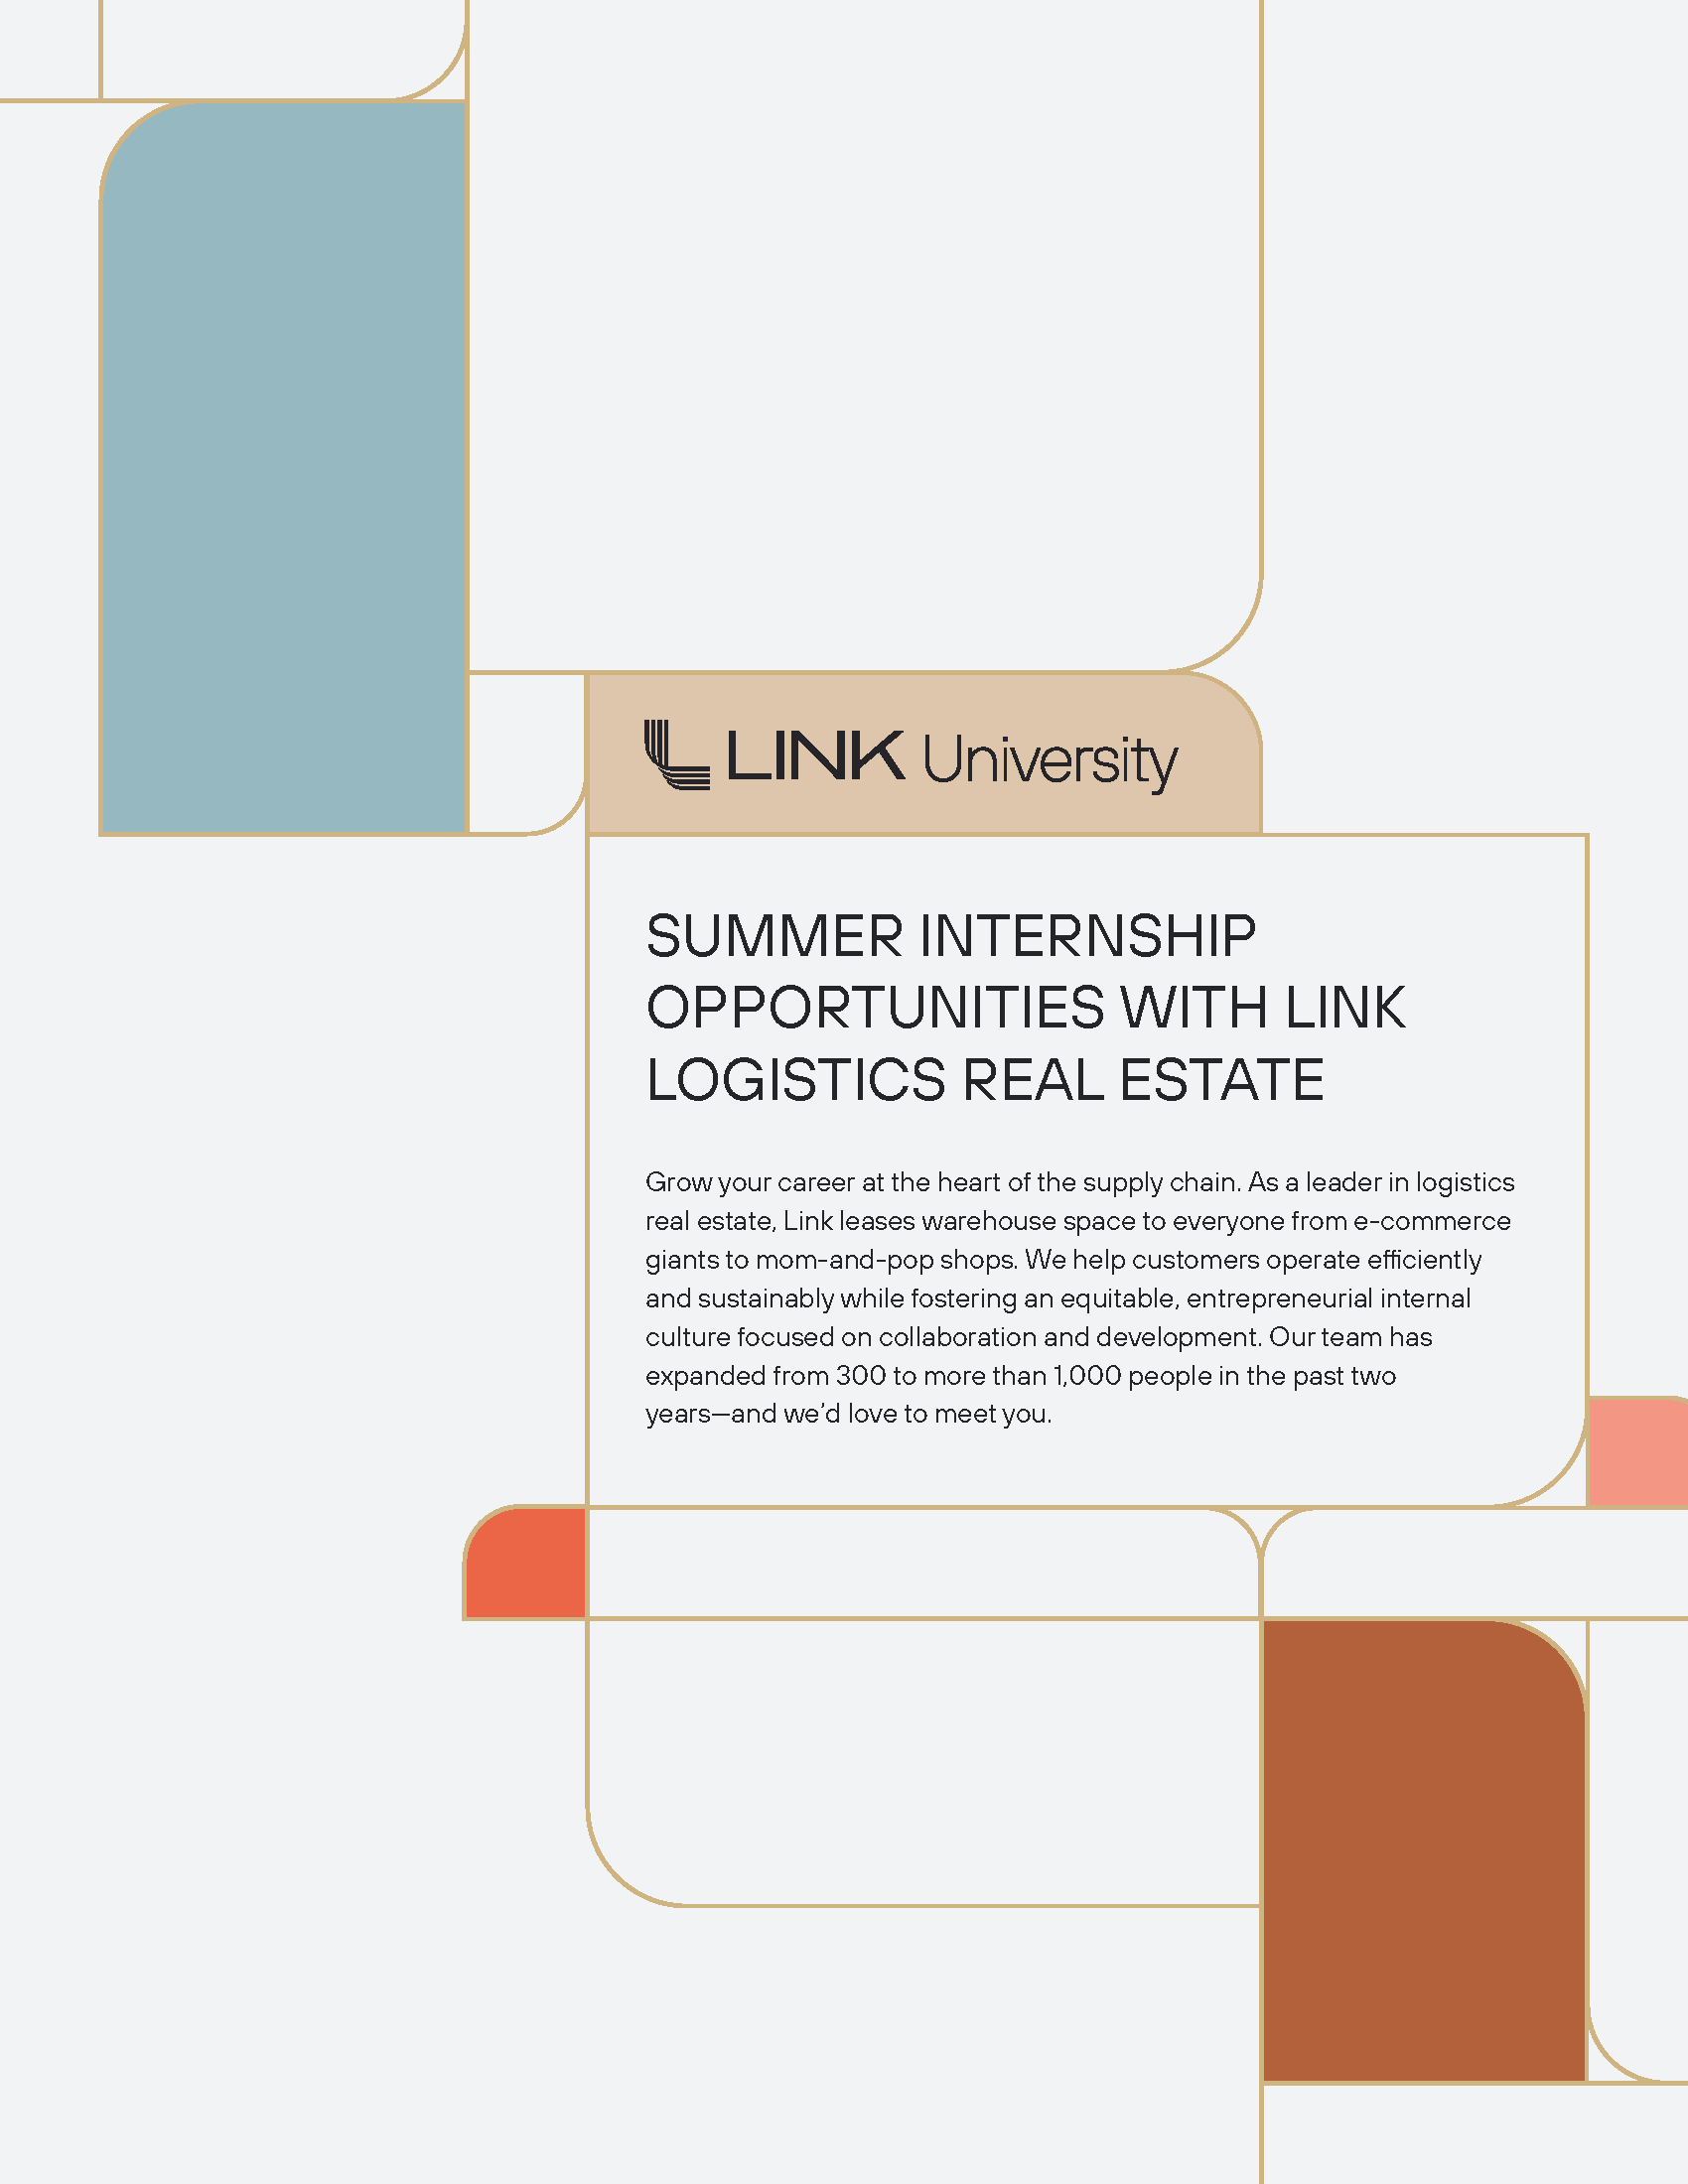 LINK University
SUMMER INTERNSHIP
OPPORTUNITIES WITH LINK
LOGISTICS REAL ESTATE
Grow your career at the heart of the supply chain. As a leader in logistics
real estate, Link leases warehouse space to everyone from e-commerce
giants to mom-and-pop shops. We help customers operate efficiently
and sustainably while fostering an equitable, entrepreneurial internal
culture focused on collaboration and development. Our team has
expanded from 300 to more than 1,000 people in the past two
years—and we’d love to meet you.